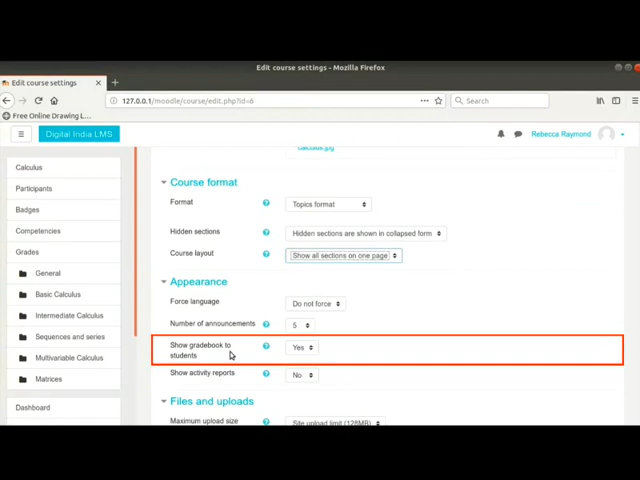 Edit course settings - Mozilla Firefox
Edit course settings
127.0.0.1/moodle/course/edit.php?id=6
Search
Free Online Drawing L...
Digital India LMS
Rebecca Raymond
calculus.jpg
Calculus
Participants
Badges
Competencies
Grades
General
Basic Calculus
Intermediate Calculus
Sequences and series
Multivariable Calculus
Matrices
Dashboard
Course format
Format Topics format
Hidden sections Hidden sections are shown in collapsed form
Course layout Show all sections on one page
Appearance
Force language Do not force
Number of announcements 5
Show gradebook to
students Yes
Show activity reports No
Files and uploads
Maximum upload size Site upload limit (128MB)